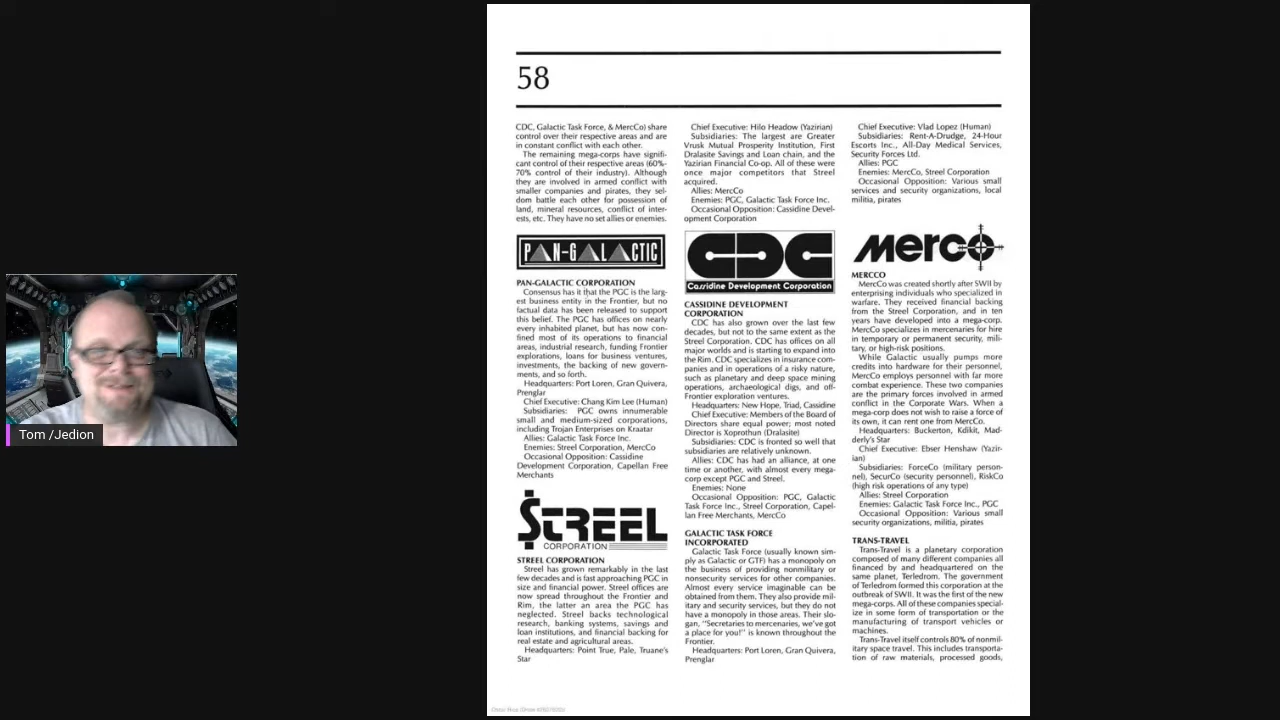 58
CDC, Galactic Task Force, & MercCo) share
control over their respective areas and are
in constant conflict with each other.
The remaining mega-corps have signifi-
cant control of their respective areas (60%-
70% control of their industry). Although
they are involved in armed conflict with
smaller companies and pirates, they sel-
dom battle each other for possession of
land, mineral resources, conflict of inter-
ests, etc. They have no set allies or enemies.
PAN-GALACTIC
PAN-GALACTIC CORPORATION
Consensus has it that the PGC is the larg-
est business entity in the Frontier, but no
factual data has been released to support
this belief. The PGC has offices on nearly
every inhabited planet, but has now con-
fined most of its operations to financial
areas, industrial research, funding Frontier
explorations, loans for business ventures,
investments, the backing of new govern-
ments, and so forth.
Headquarters: Port Loren, Gran Quivera,
Prenglar
Chief Executive: Chang Kim Lee (Human)
Subsidiaries: PGC owns innumerable
small and medium-sized corporations,
including Trojan Enterprises on Kraatar
Allies: Galactic Task Force Inc.
Enemies: Streel Corporation, MercCo
Occasional Opposition: Cassidine
Development Corporation, Capellan Free
Merchants
STREEL
CORPORATION
STREEL CORPORATION
Streel has grown remarkably in the last
few decades and is fast approaching PGC in
size and financial power. Streel offices are
now spread throughout the Frontier and
Rim, the latter an area the PGC has
neglected. Streel backs technological
research, banking systems, savings and
loan institutions, and financial backing for
real estate and agricultural areas.
Headquarters: Point True, Pale, Truane's
Star
Chief Executive: Hilo Headow (Yazirian)
Subsidiaries: The largest are Greater
Vrusk Mutual Prosperity Institution, First
Dralasite Savings and Loan chain, and the
Yazirian Financial Co-op. All of these were
once major competitors that Streel
acquired.
Allies: MercCo
Enemies: PGC, Galactic Task Force Inc.
Occasional Opposition: Cassidine Devel-
opment Corporation
CDC
Cassidine Development Corporation
CASSIDINE DEVELOPMENT
CORPORATION
CDC has also grown over the last few
decades, but not to the same extent as the
Streel Corporation. CDC has offices on all
major worlds and is starting to expand into
the Rim. CDC specializes in insurance com-
panies and in operations of a risky nature,
such as planetary and deep space mining
operations, archaeological digs, and off-
Frontier exploration ventures.
Headquarters: New Hope, Triad, Cassidine
Chief Executive: Members of the Board of
Directors share equal power; most noted
Director is Xoprothun (Dralasite)
Subsidiaries: CDC is fronted so well that
subsidiaries are relatively unknown.
Allies: CDC has had an alliance, at one
time or another, with almost every mega-
corp except PGC and Streel.
Enemies: None
Occasional Opposition: PGC, Galactic
Task Force Inc., Streel Corporation, Capel-
lan Free Merchants, MercCo
GALACTIC TASK FORCE
INCORPORATED
Galactic Task Force (usually known sim-
ply as Galactic or GTF) has a monopoly on
the business of providing nonmilitary or
nonsecurity services for other companies.
Almost every service imaginable can be
obtained from them. They also provide mil-
itary and security services, but they do not
have a monopoly in those areas. Their slo-
gan, "Secretaries to mercenaries, we've got
a place for you!" is known throughout the
Frontier.
Headquarters: Port Loren, Gran Quivera,
Prenglar
Chief Executive: Vlad Lopez (Human)
Subsidiaries: Rent-A-Drudge, 24-Hour
Escorts Inc., All-Day Medical Services,
Security Forces Ltd.
Allies: PGC
Enemies: MercCo, Streel Corporation
Occasional Opposition: Various small
services and security organizations, local
militia, pirates
MercO
MERCCO
MercCo was created shortly after SWII by
enterprising individuals who specialized in
warfare. They received financial backing
from the Streel Corporation, and in ten
years have developed into a mega-corp.
MercCo specializes in mercenaries for hire
in temporary or permanent security, mili-
tary, or high-risk positions.
While Galactic usually pumps more
credits into hardware for their personnel,
MercCo employs personnel with far more
combat experience. These two companies
are the primary forces involved in armed
conflict in the Corporate Wars. When a
mega-corp does not wish to raise a force of
its own, it can rent one from MercCo.
Headquarters: Buckerton, Kdikit, Mad-
derly's Star
Chief Executive: Ebser Henshaw (Yazir-
ian)
Subsidiaries: ForceCo (military person-
nel), SecurCo (security personnel), RiskCo
(high risk operations of any type)
Allies: Streel Corporation
Enemies: Galactic Task Force Inc., PGC
Occasional Opposition: Various small
security organizations, militia, pirates
TRANS-TRAVEL
Trans-Travel is a planetary corporation
composed of many different companies all
financed by and headquartered on the
same planet, Terledrom. The government
of Terledrom formed this corporation at the
outbreak of SWII. It was the first of the new
mega-corps. All of these companies special-
ize in some form of transportation or the
manufacturing of transport vehicles or
machines.
Trans-Travel itself controls 80% of nonmil-
itary space travel. This includes transporta-
tion of raw materials, processed goods,
Tom /Jedion